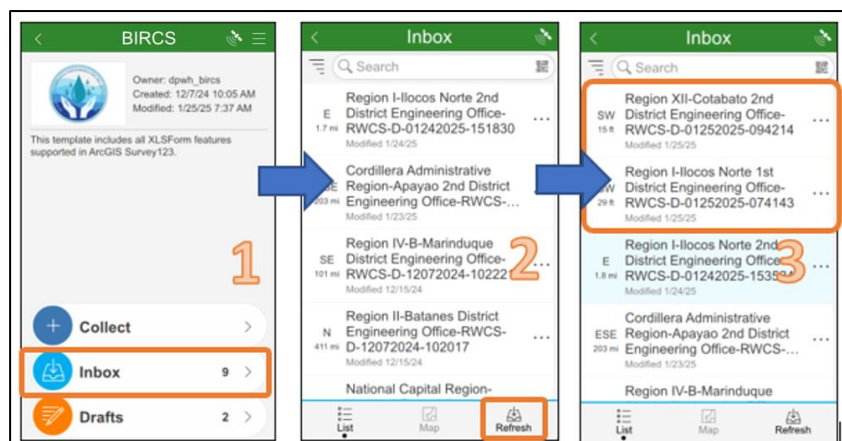 BIRCS
Owner: dpwh_bircs
Created: 12/7/24 10:05 AM
Modified: 1/25/25 7:37 AM
This template includes all XLSForm features
supported in ArcGIS Survey123.
1
Collect
Inbox 9
Drafts 2
Inbox
Search
Region I-Ilocos Norte 2nd
E District Engineering Office-
1.7 mi RWCS-D-01242025-151830
Modified 1/24/25
Cordillera Administrative
Region-Apayao 2nd District
203 mi Engineering Office-RWCS-...
Modified 1/23/25
Region IV-B-Marinduque
SE District Engineering Office-
101 mi RWCS-D-12072024-10222
Modified 12/15/24
2
Region II-Batanes District
N Engineering Office-RWCS-
411 mi D-12072024-102017
Modified 12/15/24
National Capital Region-
List Map Refresh
Inbox
Search
Region XII-Cotabato 2nd
SW District Engineering Office-
15 ft RWCS-D-01252025-094214
Modified 1/25/25
Region I-Ilocos Norte 1st
District Engineering Office-
29 ft RWCS-D-01252025-074143
Modified 1/25/25
Region I-Ilocos Norte 2nd
E District Engineering Office-
1.8 mi
Modified 1/24/25
3
Cordillera Administrative
ESE Region-Apayao 2nd District
203 mi Engineering Office-RWCS-...
Modified 1/23/25
Region IV-B-Marinduque
List Map Refresh